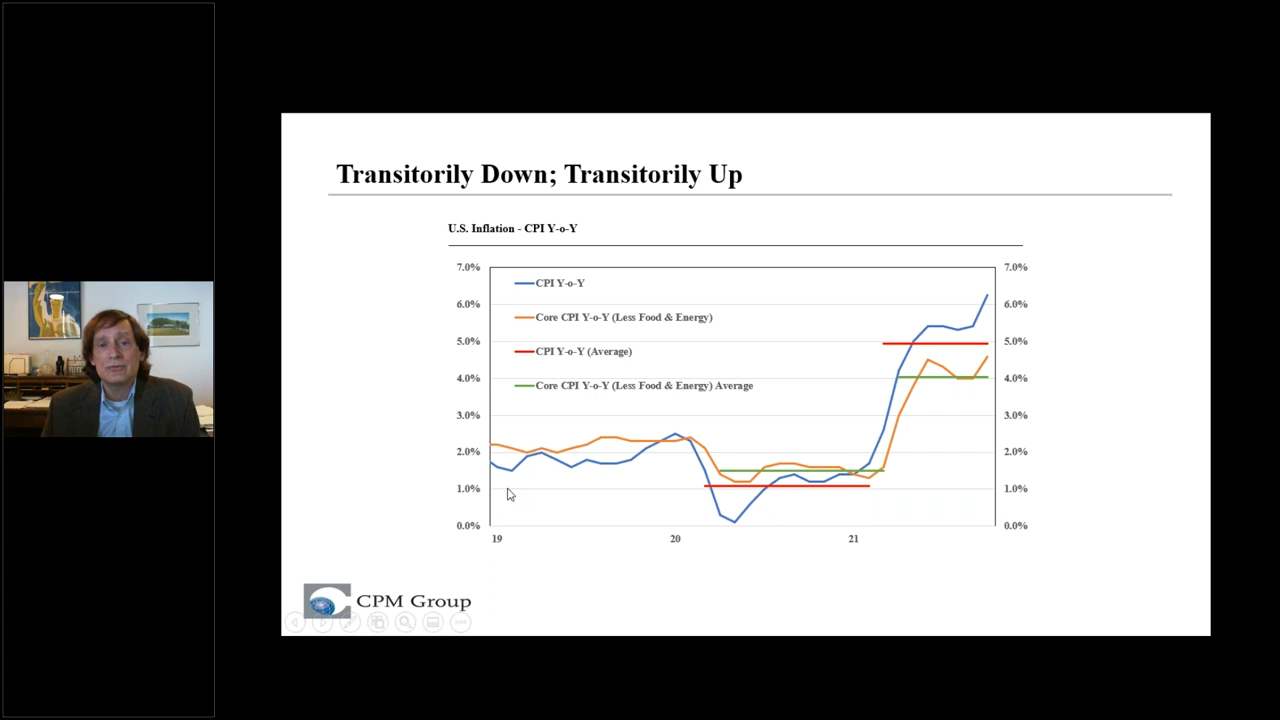 Transitorily Down; Transitorily Up
U.S. Inflation - CPI Y-o-Y
7.0% 7.0%
CPI Y-o-Y
6.0% 6.0%
Core CPI Y-o-Y (Less Food & Energy)
5.0% 5.0%
CPI Y-o-Y (Average)
4.0% 4.0%
Core CPI Y-o-Y (Less Food & Energy) Average
3.0% 3.0%
2.0% 2.0%
1.0% 1.0%
0.0% 0.0%
19 20 21
CPM Group